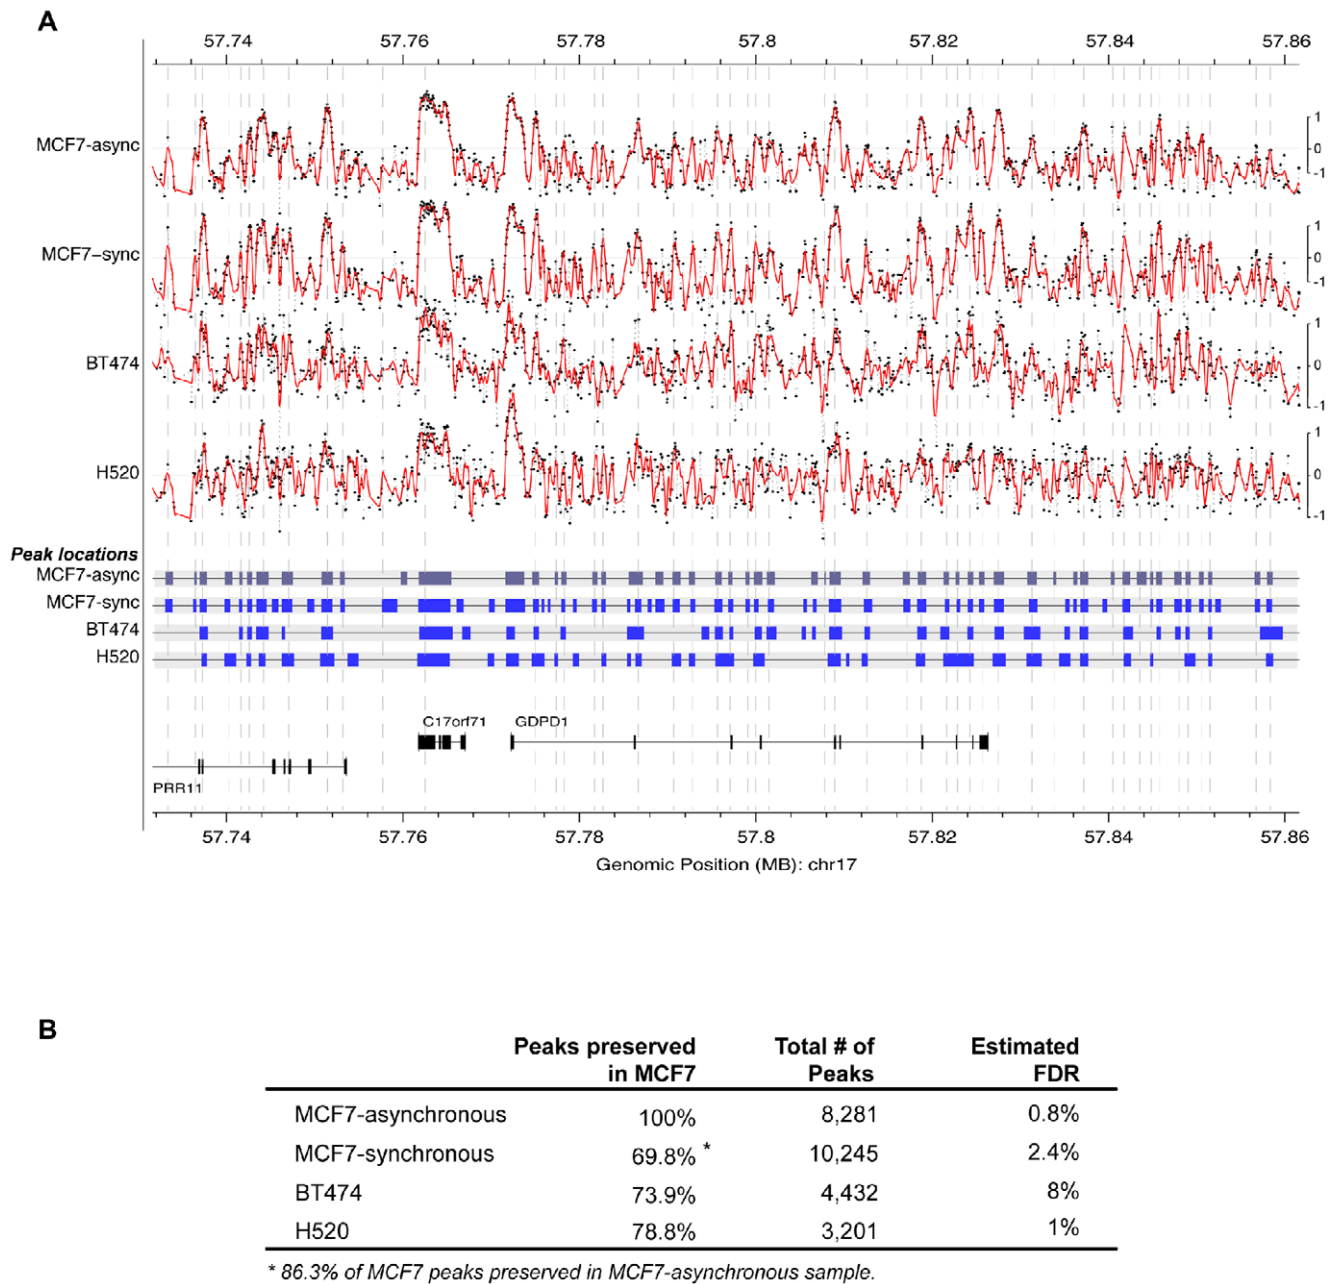 A
57.74 57.76 57.78 57.8 57.82 57.84 57.86
MCF7-async
1
0
-1
MCF7–sync
1
0
-1
BT474
1
0
-1
H520
1
0
-1
Peak locations
MCF7-async
MCF7-sync
BT474
H520
C17orf71 GDPD1
PRR11
57.74 57.76 57.78 57.8 57.82 57.84 57.86
Genomic Position (MB): chr17
B
Peaks preserved in MCF7 Total # of Peaks Estimated FDR
MCF7-asynchronous 100% 8,281 0.8%
MCF7-synchronous 69.8% * 10,245 2.4%
BT474 73.9% 4,432 8%
H520 78.8% 3,201 1%
* 86.3% of MCF7 peaks preserved in MCF7-asynchronous sample.